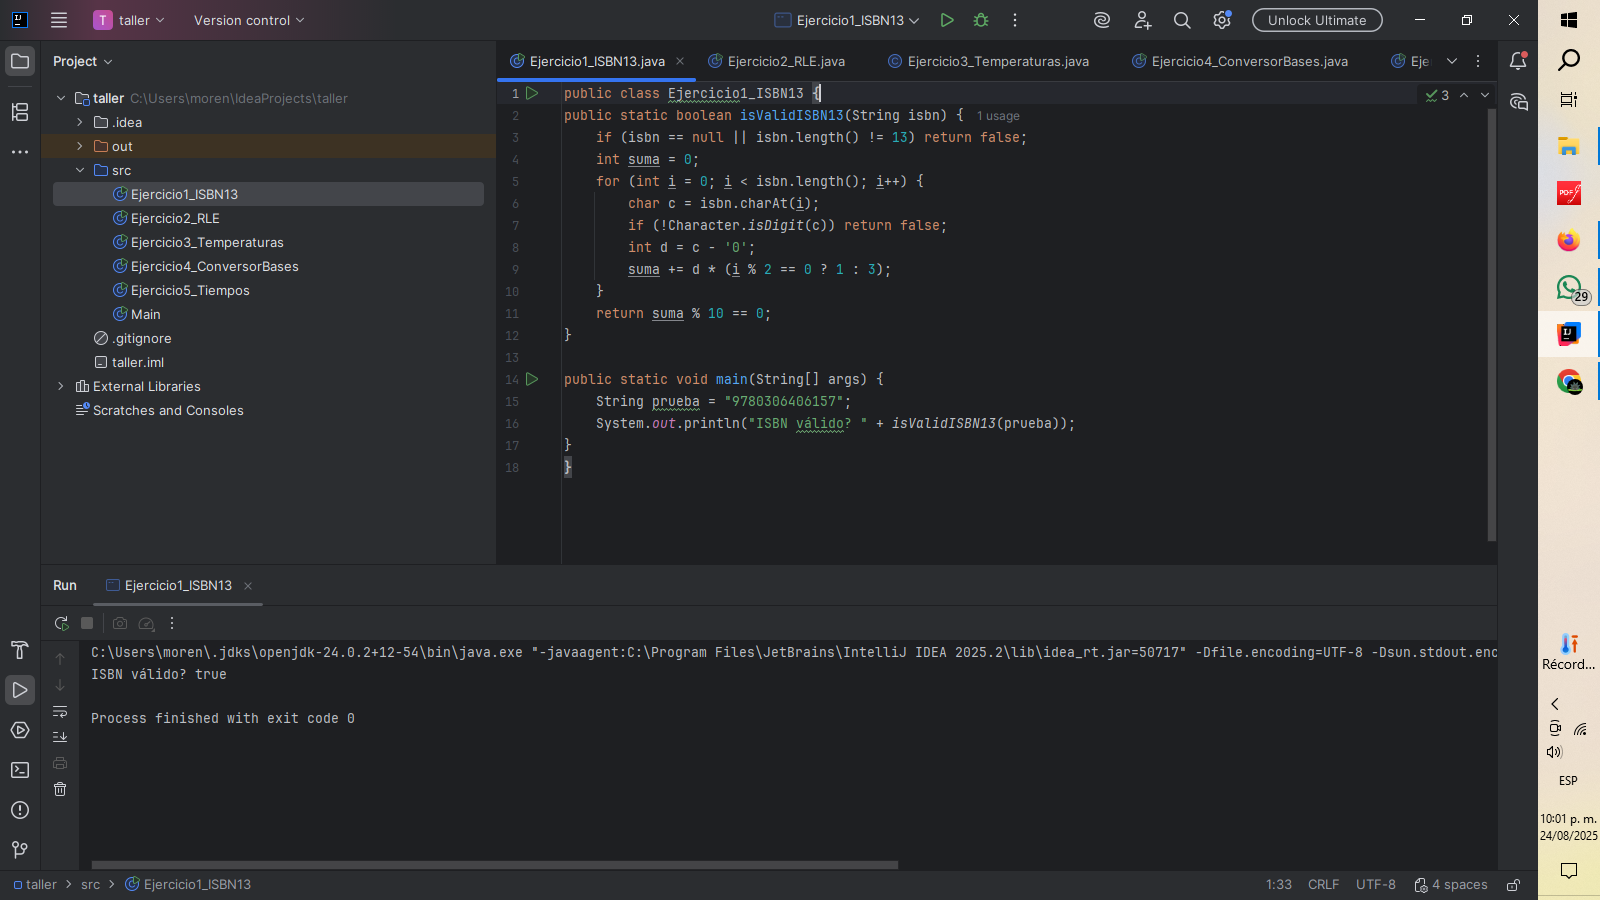 T taller Version control Ejercicio1_ISBN13 Unlock Ultimate
Project
Ejercicio1_ISBN13.java Ejercicio2_RLE.java Ejercicio3_Temperaturas.java Ejercicio4_ConversorBases.java Eje
taller C:\Users\moren\IdeaProjects\taller
.idea
out
src
Ejercicio1_ISBN13
Ejercicio2_RLE
Ejercicio3_Temperaturas
Ejercicio4_ConversorBases
Ejercicio5_Tiempos
Main
.gitignore
taller.iml
External Libraries
Scratches and Consoles
1 public class Ejercicio1_ISBN13 {
2 public static boolean isValidISBN13(String isbn) { 1 usage
3 if (isbn == null || isbn.length() != 13) return false;
4 int suma = 0;
5 for (int i = 0; i < isbn.length(); i++) {
6 char c = isbn.charAt(i);
7 if (!Character.isDigit(c)) return false;
8 int d = c - '0';
9 suma += d * (i % 2 == 0 ? 1 : 3);
10 }
11 return suma % 10 == 0;
12 }
13
14 public static void main(String[] args) {
15 String prueba = "9780306406157";
16 System.out.println("ISBN válido? " + isValidISBN13(prueba));
17 }
18 }
3
Run Ejercicio1_ISBN13
C:\Users\moren\.jdks\openjdk-24.0.2+12-54\bin\java.exe "-javaagent:C:\Program Files\JetBrains\IntelliJ IDEA 2025.2\lib\idea_rt.jar=50717" -Dfile.encoding=UTF-8 -Dsun.stdout.enc
ISBN válido? true
Process finished with exit code 0
taller src Ejercicio1_ISBN13
1:33 CRLF UTF-8 4 spaces
PDF
29
IJ
Récord...
ESP
10:01 p. m.
24/08/2025